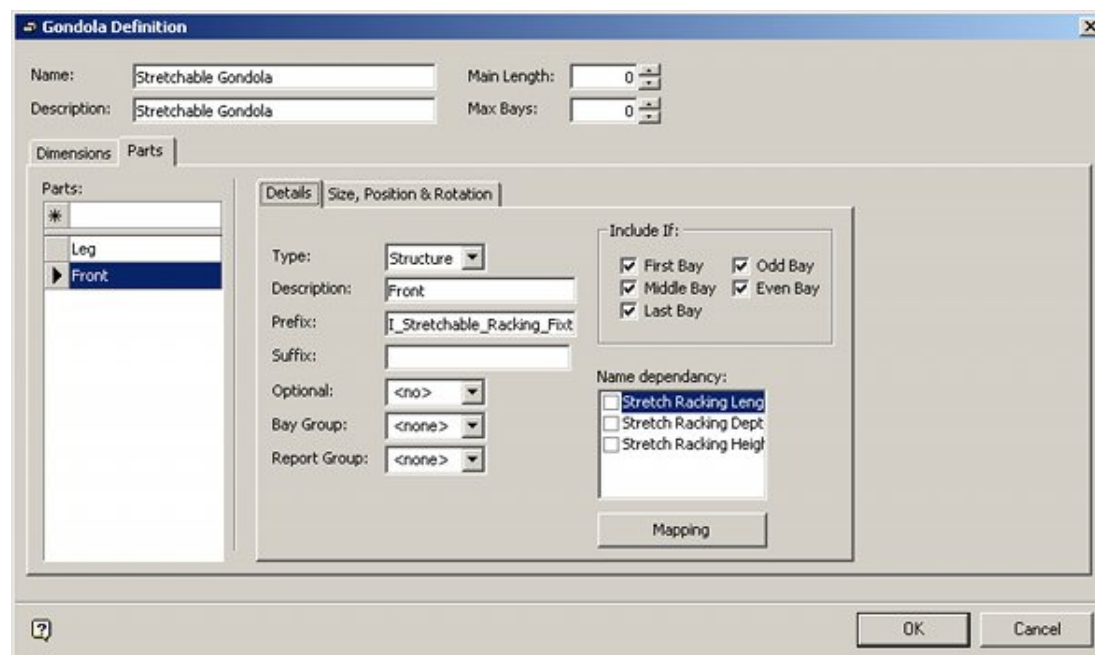 Gondola Definition
Name: Stretchable Gondola Main Length: 0
Description: Stretchable Gondola Max Bays: 0
Dimensions Parts
Parts:
Leg
Front
Details Size, Position & Rotation
Type: Structure
Description: Front
Prefix: I_Stretchable_Racking_Fixt
Suffix:
Optional: <no>
Bay Group: <none>
Report Group: <none>
Include If:
First Bay Odd Bay
Middle Bay Even Bay
Last Bay
Name dependancy:
Stretch Racking Leng
Stretch Racking Dept
Stretch Racking Heigh
Mapping
OK Cancel